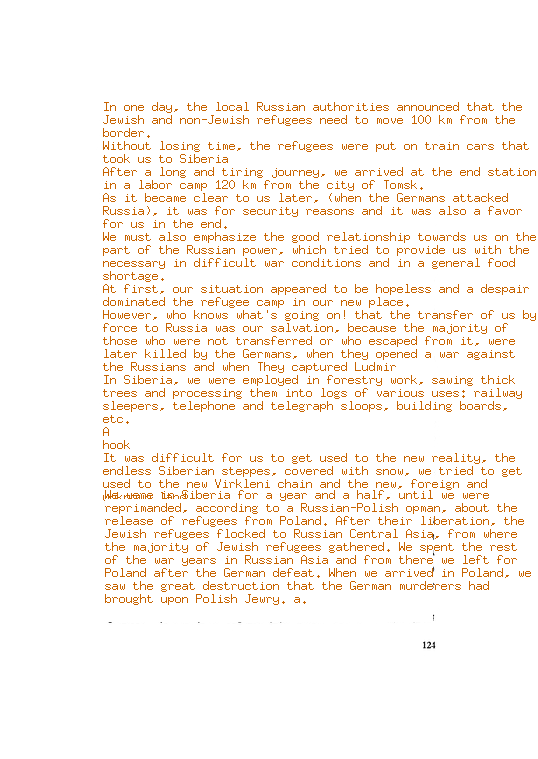 In one day, the local Russian authorities announced that the
Jewish and non-Jewish refugees need to move 100 km from the
border.
Without losing time, the refugees were put on train cars that
took us to Siberia
After a long and tiring journey, we arrived at the end station
in a labor camp 120 km from the city of Tomsk.
As it became clear to us later, (when the Germans attacked
Russia), it was for security reasons and it was also a favor
for us in the end.
We must also emphasize the good relationship towards us on the
part of the Russian power, which tried to provide us with the
necessary in difficult war conditions and in a general food
shortage.
At first, our situation appeared to be hopeless and a despair
dominated the refugee camp in our new place.
However, who knows what's going on! that the transfer of us by
force to Russia was our salvation, because the majority of
those who were not transferred or who escaped from it, were
later killed by the Germans, when they opened a war against
the Russians and when They captured Ludmir
In Siberia, we were employed in forestry work, sawing thick
trees and processing them into logs of various uses: railway
sleepers, telephone and telegraph sloops, building boards,
etc.
A
hook
It was difficult for us to get used to the new reality, the
endless Siberian steppes, covered with snow, we tried to get
used to the new Virkleni chain and the new, foreign and
We were in Siberia for a year and a half, until we were
reprimanded, according to a Russian-Polish opman, about the
release of refugees from Poland. After their liberation, the
Jewish refugees flocked to Russian Central Asia, from where
the majority of Jewish refugees gathered. We spent the rest
of the war years in Russian Asia and from there we left for
Poland after the German defeat. When we arrived in Poland, we
saw the great destruction that the German murderers had
brought upon Polish Jewry. a.
124